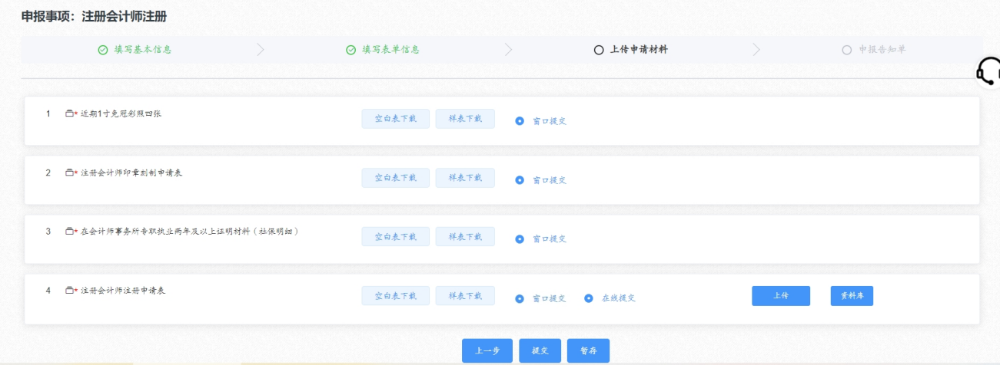 申报事项：注册会计师注册
填写基本信息
填写表单信息
上传申请材料
申报告知单
1 * 近期1寸免冠彩照四张 空白表下载 样表下载 窗口提交
2 * 注册会计师印章刻制申请表 空白表下载 样表下载 窗口提交
3 * 在会计师事务所专职执业两年及以上证明材料（社保明细） 空白表下载 样表下载 窗口提交
4 * 注册会计师注册申请表 空白表下载 样表下载 窗口提交 在线提交 上传 资料库
上一步 提交 暂存